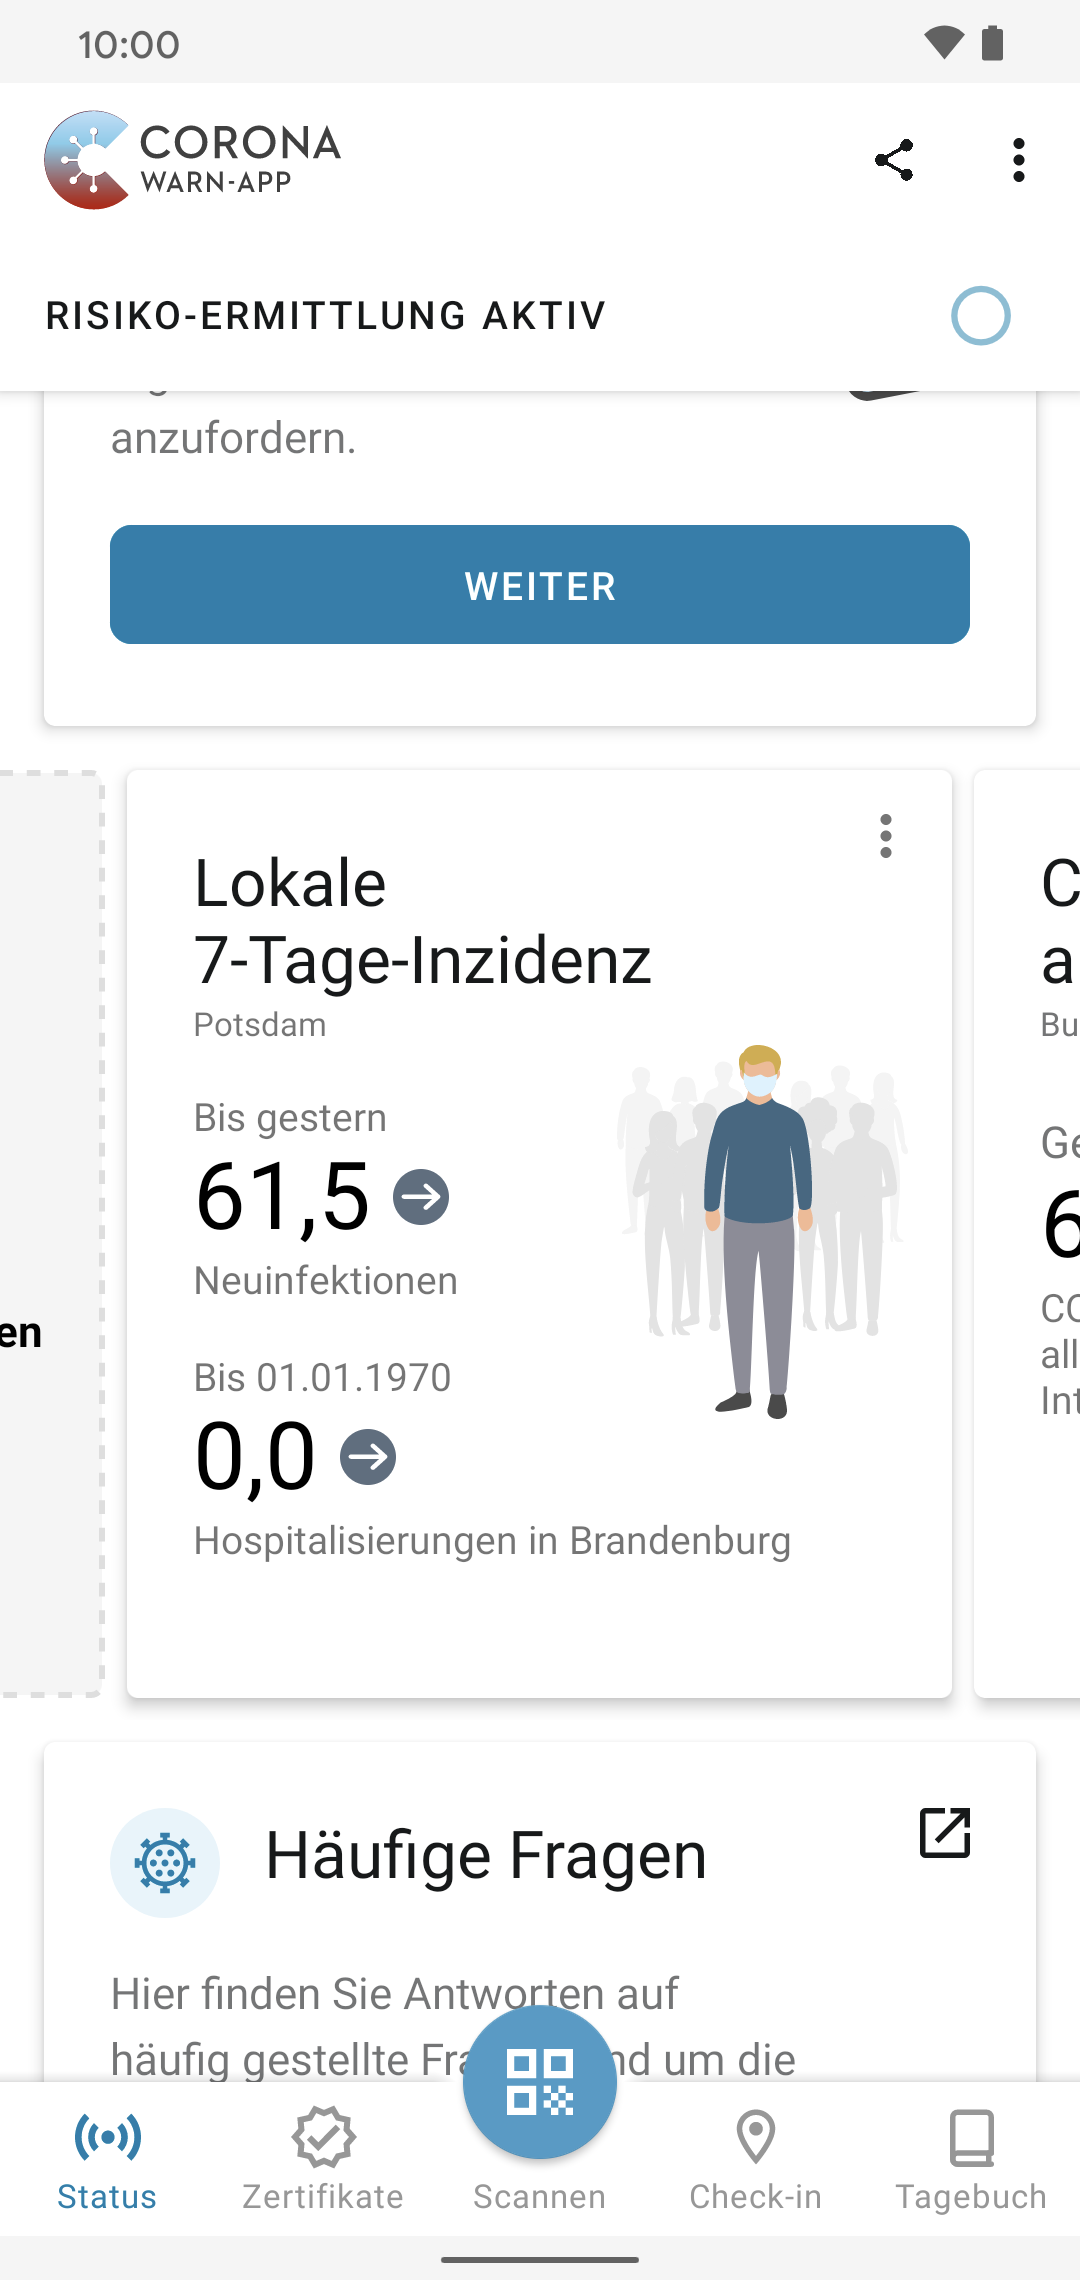 10:00
CORONA
WARN-APP
RISIKO-ERMITTLUNG AKTIV
anzufordern.
WEITER
en
Lokale
7-Tage-Inzidenz
Potsdam
Bis gestern
61,5
Neuinfektionen
Bis 01.01.1970
0,0
Hospitalisierungen in Brandenburg
C
a
Bu
Ge
6
CO
all
Int
Häufige Fragen
Hier finden Sie Antworten auf
häufig gestellte Fra nd um die
Status
Zertifikate
Scannen
Check-in
Tagebuch